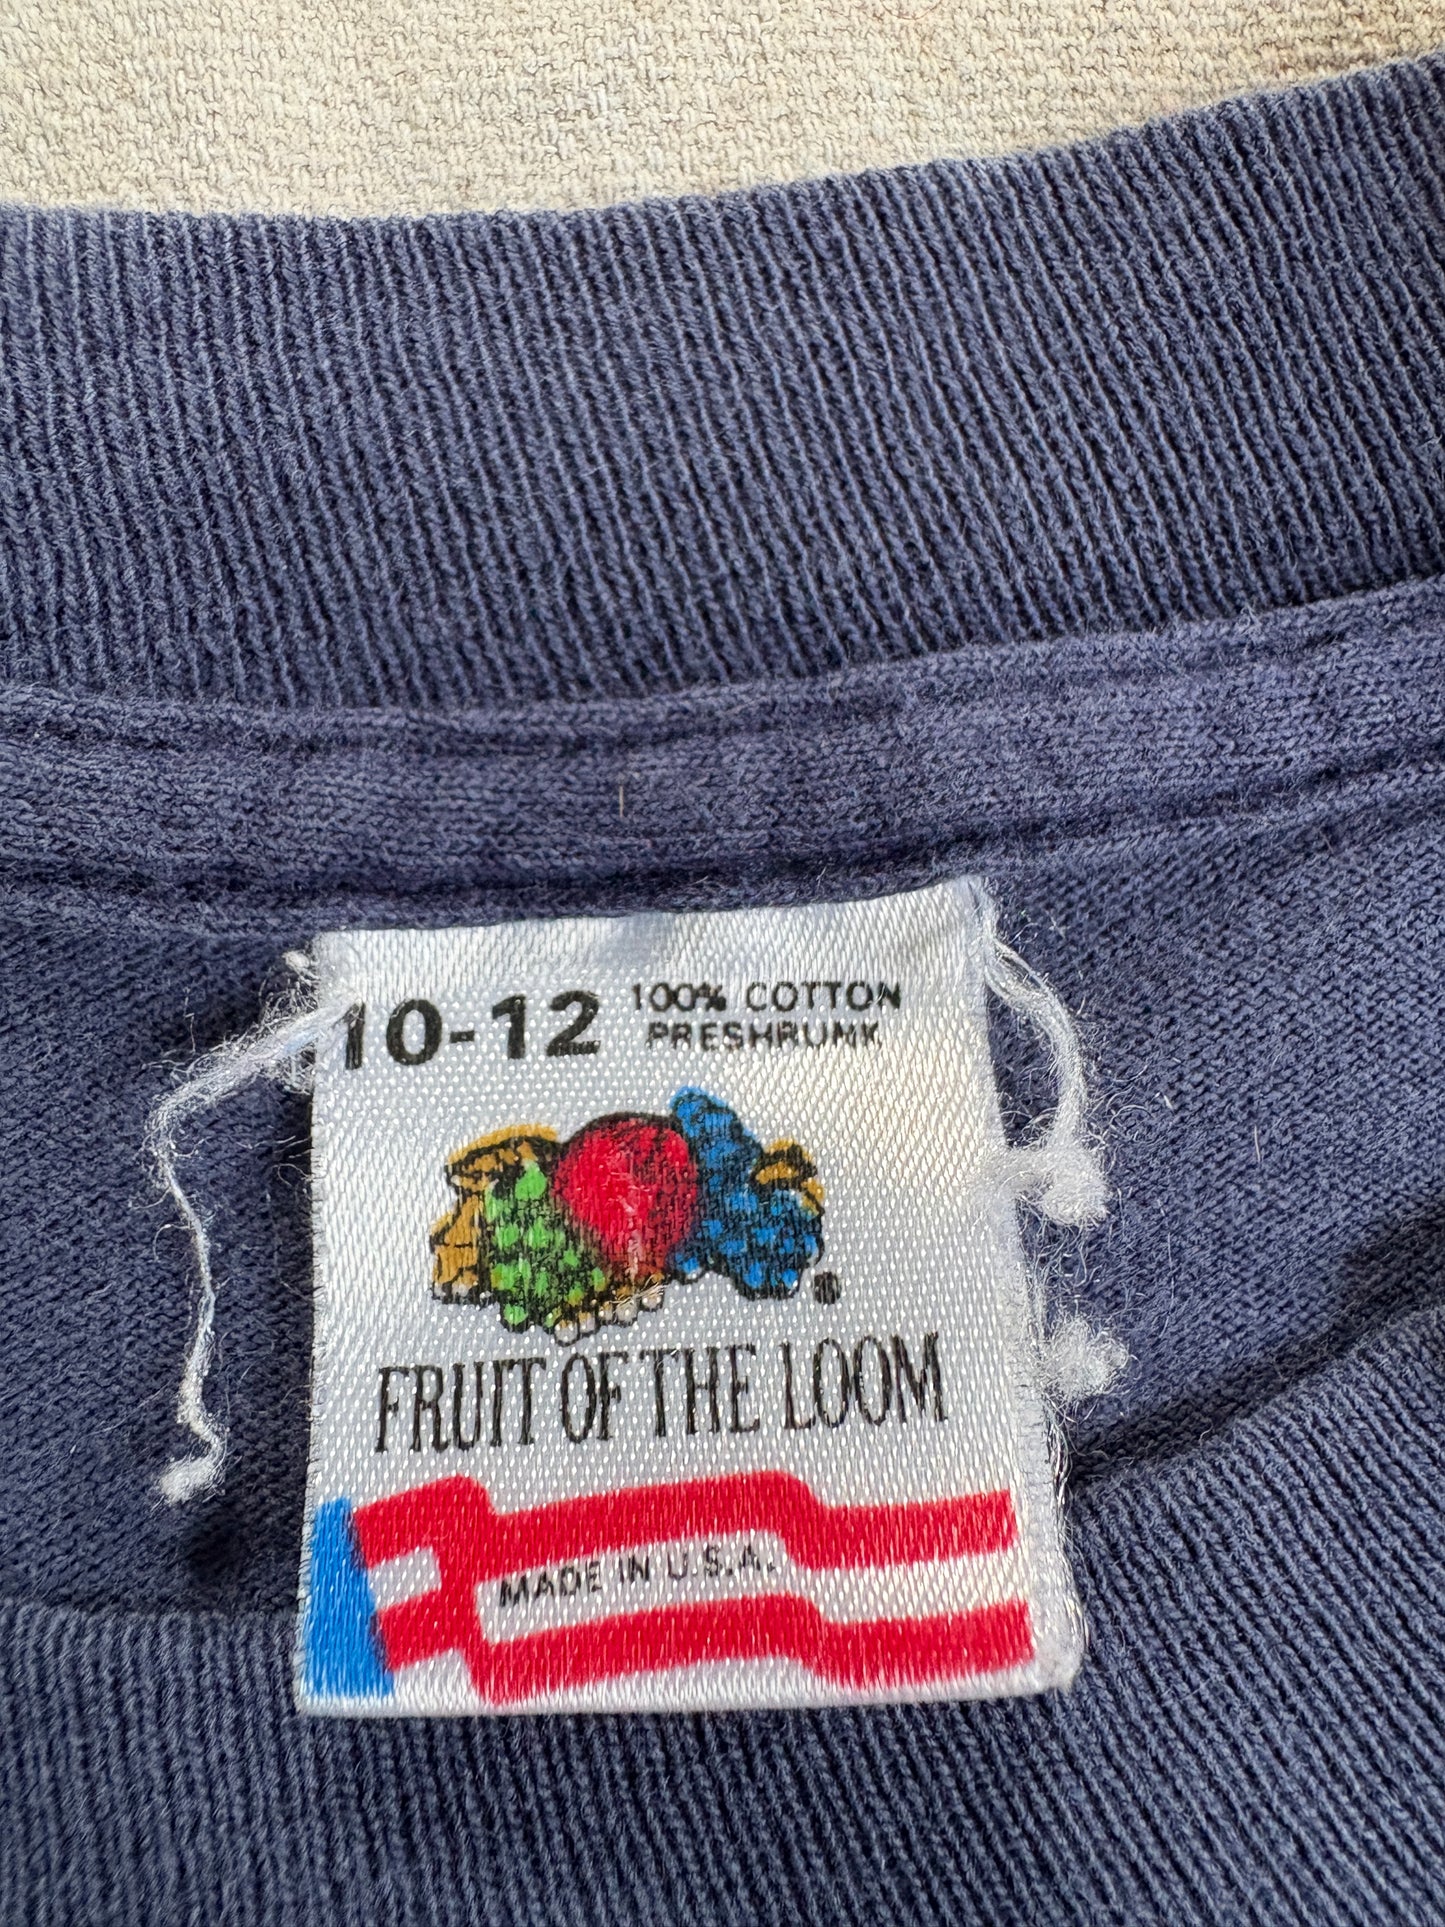 10-12 100% COTTON
PRESHRUNK
®
FRUIT OF THE LOOM
MADE IN U.S.A.